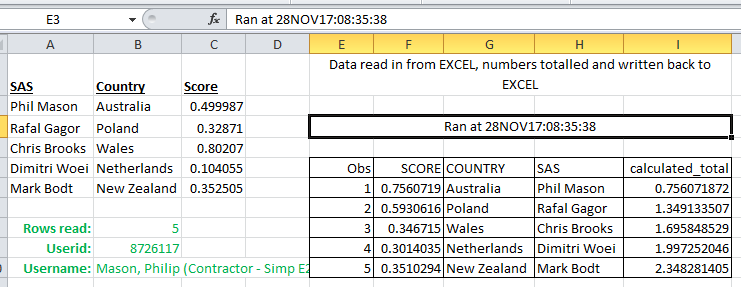 E3 fx Ran at 28NOV17:08:35:38
A B C D E F G H I
Data read in from EXCEL, numbers totalled and written back to
EXCEL
SAS Country Score
Phil Mason Australia 0.499987
Rafal Gagor Poland 0.32871
Chris Brooks Wales 0.80207
Dimitri Woei Netherlands 0.104055
Mark Bodt New Zealand 0.352505
Rows read: 5
Userid: 8726117
Username: Mason, Philip (Contractor - Simp E2
Ran at 28NOV17:08:35:38
Obs SCORE COUNTRY SAS calculated_total
1 0.7560719 Australia Phil Mason 0.756071872
2 0.5930616 Poland Rafal Gagor 1.349133507
3 0.346715 Wales Chris Brooks 1.695848529
4 0.3014035 Netherlands Dimitri Woei 1.997252046
5 0.3510294 New Zealand Mark Bodt 2.348281405